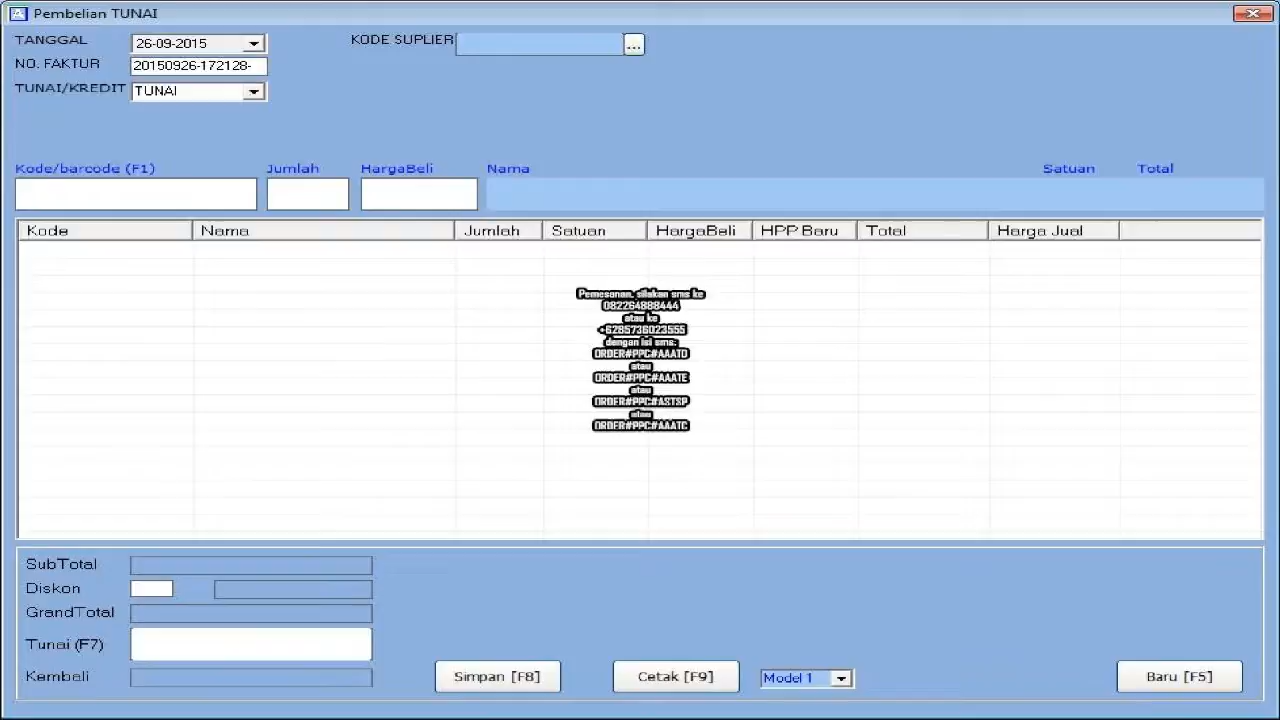 Pembelian TUNAI
TANGGAL 26-09-2015 KODE SUPLIER ...
NO. FAKTUR 20150926-172128-
TUNAI/KREDIT TUNAI
Kode/barcode (F1) Jumlah HargaBeli Nama Satuan Total
Kode Nama Jumlah Satuan HargaBeli HPP Baru Total Harga Jual
Pemesanan, silakan sms ke
082264888444
atau ke
+6285736023555
dengan isi sms:
ORDER#PPC#AAATD
atau
ORDER#PPC#AAATE
atau
ORDER#PPC#ASTSP
atau
ORDER#PPC#AAATC
SubTotal
Diskon
GrandTotal
Tunai (F7)
Kembali Simpan [F8] Cetak [F9] Model 1 Baru [F5]